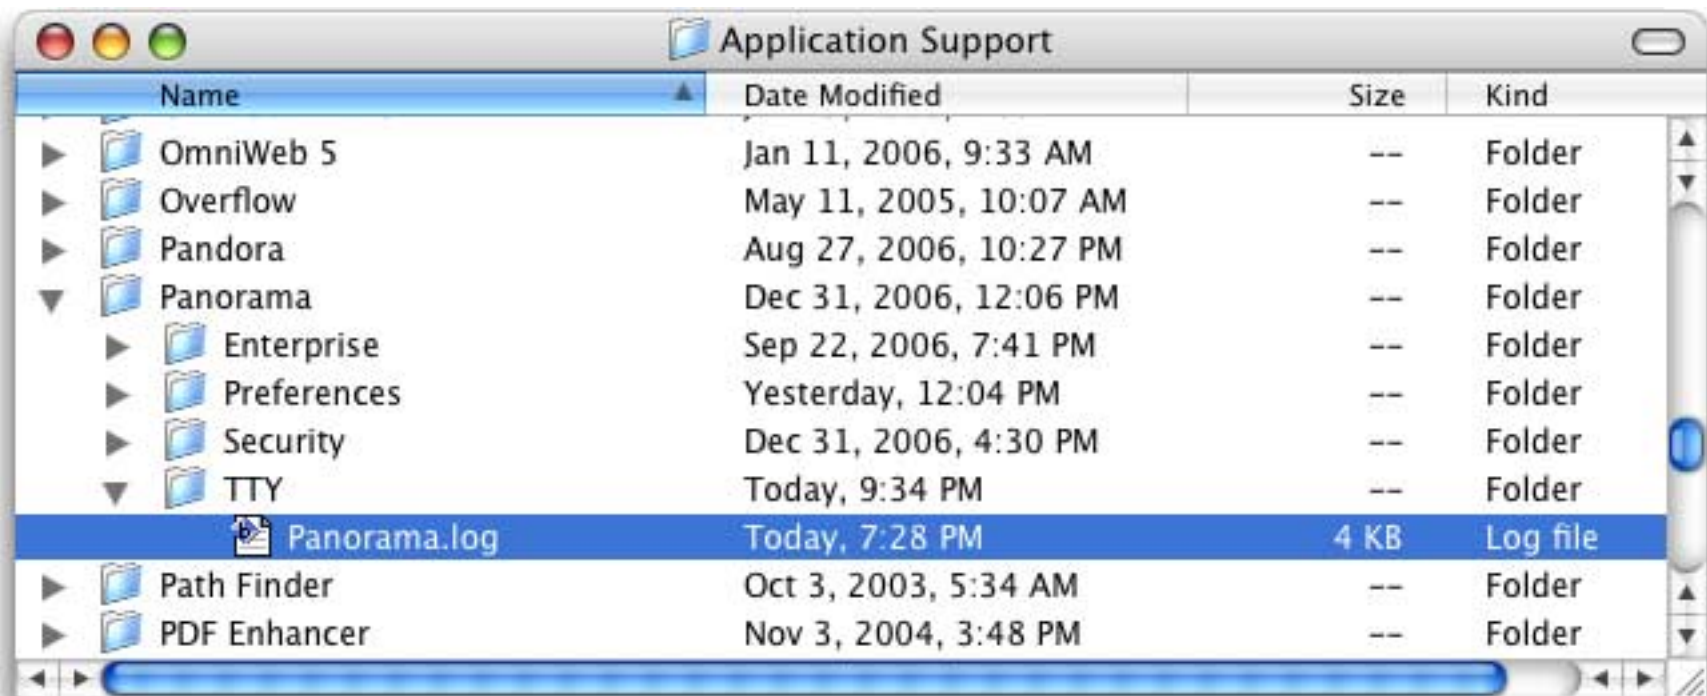 Application Support
Name Date Modified Size Kind
OmniWeb 5 Jan 11, 2006, 9:33 AM -- Folder
Overflow May 11, 2005, 10:07 AM -- Folder
Pandora Aug 27, 2006, 10:27 PM -- Folder
Panorama Dec 31, 2006, 12:06 PM -- Folder
Enterprise Sep 22, 2006, 7:41 PM -- Folder
Preferences Yesterday, 12:04 PM -- Folder
Security Dec 31, 2006, 4:30 PM -- Folder
TTY Today, 9:34 PM -- Folder
Panorama.log Today, 7:28 PM 4 KB Log file
Path Finder Oct 3, 2003, 5:34 AM -- Folder
PDF Enhancer Nov 3, 2004, 3:48 PM -- Folder